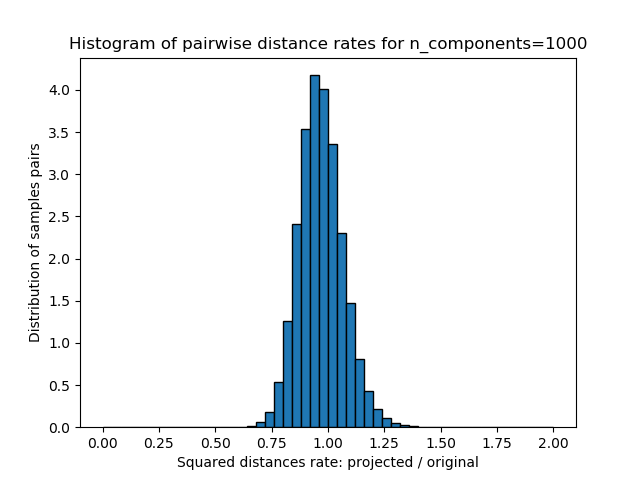 Histogram of pairwise distance rates for n_components=1000
Distribution of samples pairs
4.0
3.5
3.0
2.5
2.0
1.5
1.0
0.5
0.0
0.00 0.25 0.50 0.75 1.00 1.25 1.50 1.75 2.00
Squared distances rate: projected / original